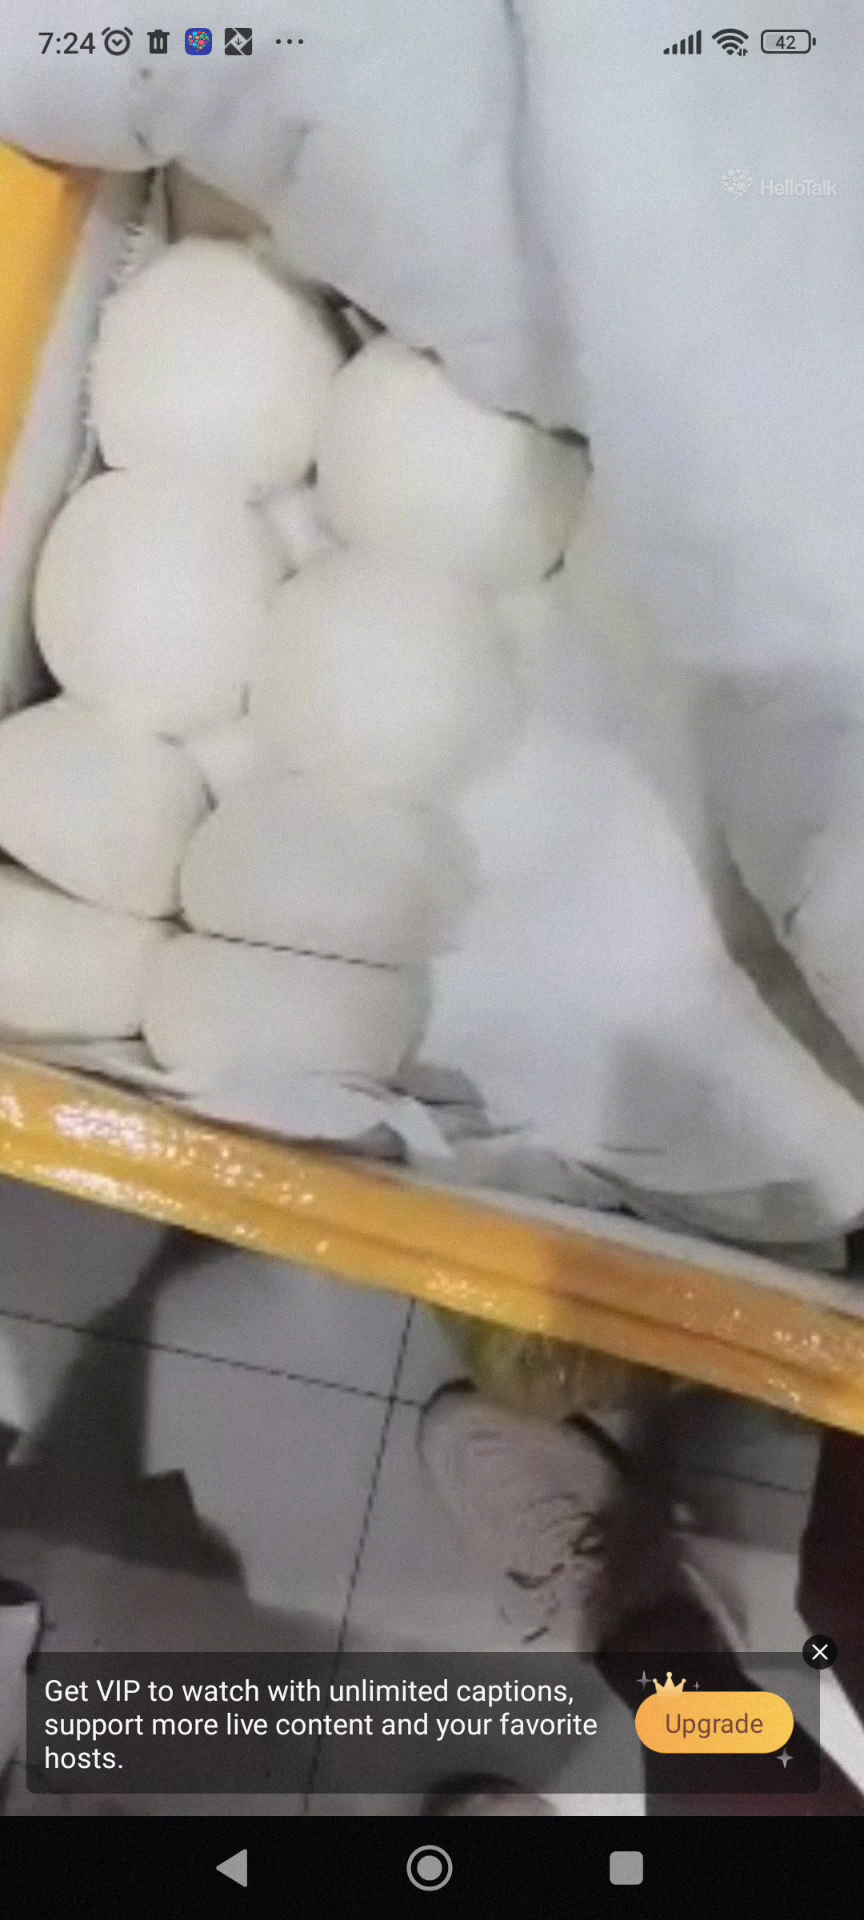 7:24
42
HelloTalk
Get VIP to watch with unlimited captions,
support more live content and your favorite
hosts.
Upgrade